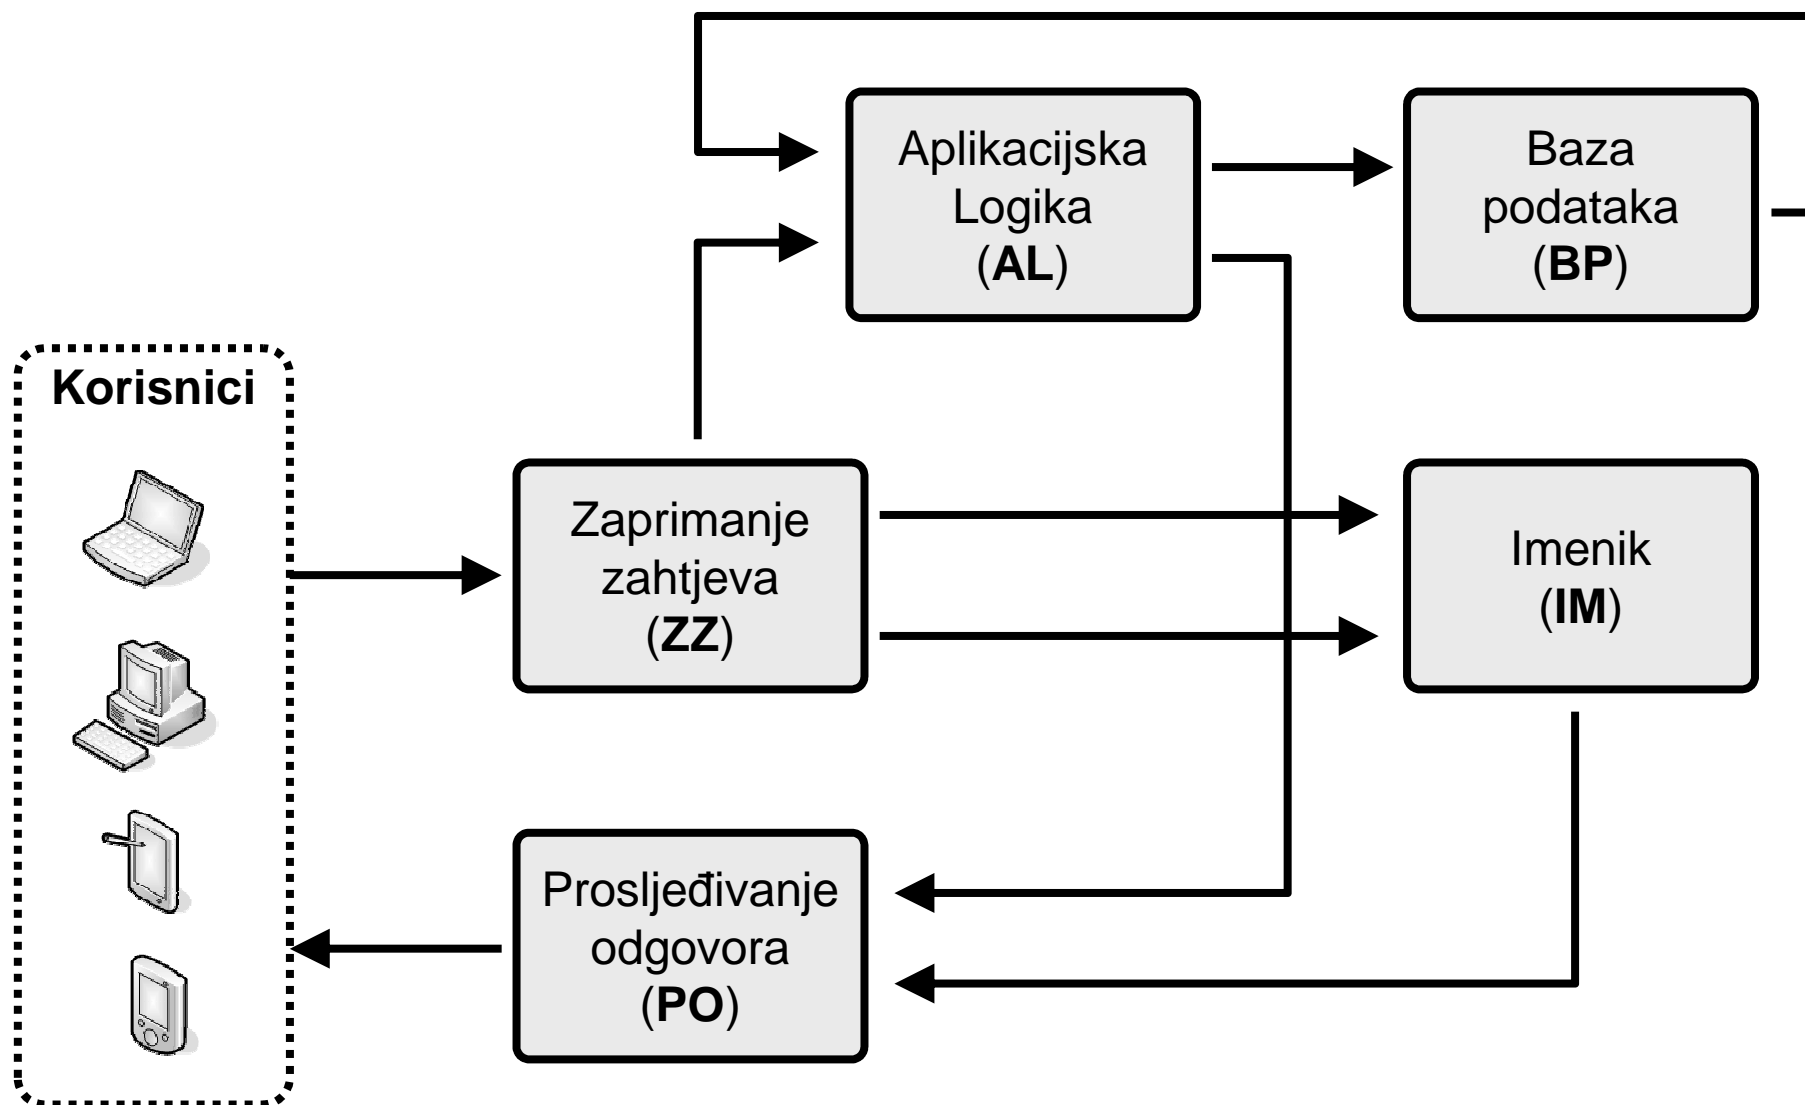 Aplikacijska
Logika
(AL)
Baza
podataka
(BP)
Korisnici
Zaprimanje
zahtjeva
(ZZ)
Imenik
(IM)
Prosljeđivanje
odgovora
(PO)